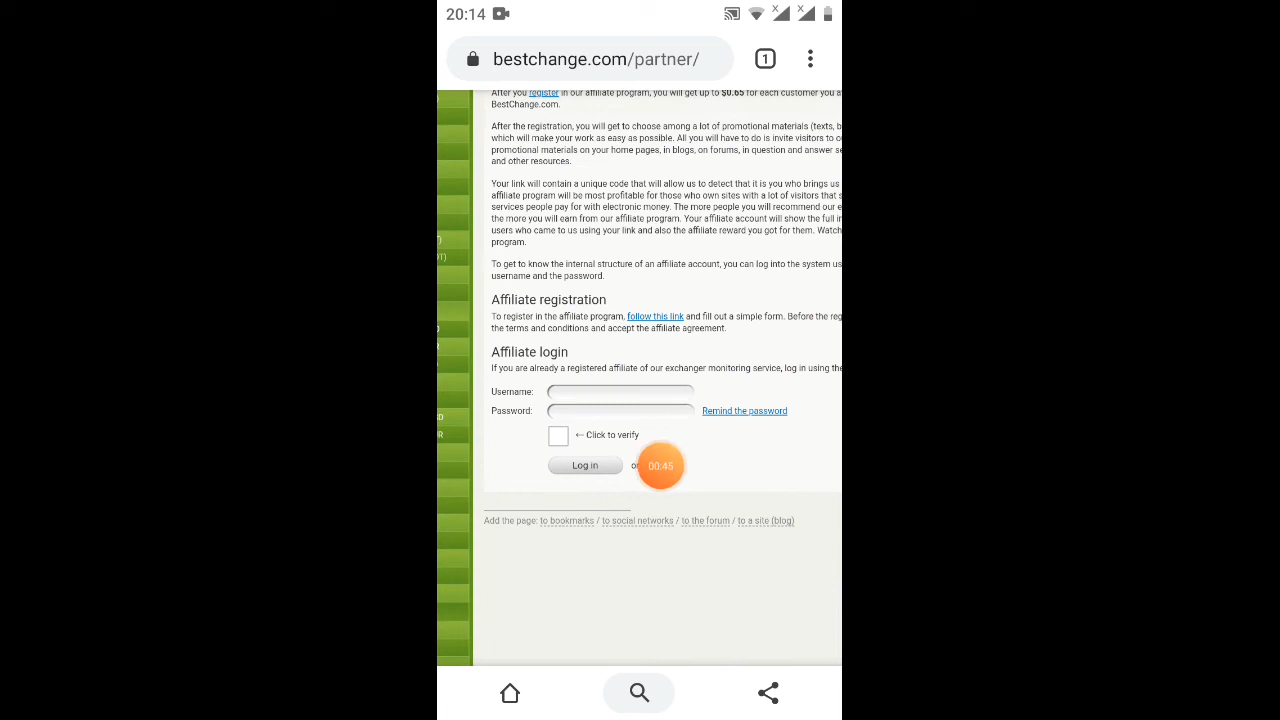 20:14
bestchange.com/partner/
1
After you register in our affiliate program, you will get up to $0.65 for each customer you a
BestChange.com.
After the registration, you will get to choose among a lot of promotional materials (texts, b
which will make your work as easy as possible. All you will have to do is invite visitors to o
promotional materials on your home pages, in blogs, on forums, in question and answer se
and other resources.
Your link will contain a unique code that will allow us to detect that it is you who brings us
affiliate program will be most profitable for those who own sites with a lot of visitors that s
services people pay for with electronic money. The more people you will recommend our e
the more you will earn from our affiliate program. Your affiliate account will show the full i
users who came to us using your link and also the affiliate reward you got for them. Watch
program.
To get to know the internal structure of an affiliate account, you can log into the system us
username and the password.
Affiliate registration
To register in the affiliate program, follow this link and fill out a simple form. Before the reg
the terms and conditions and accept the affiliate agreement.
Affiliate login
If you are already a registered affiliate of our exchanger monitoring service, log in using the
Username:
Password: Remind the password
← Click to verify
Log in 00:45
Add the page: to bookmarks / to social networks / to the forum / to a site (blog)